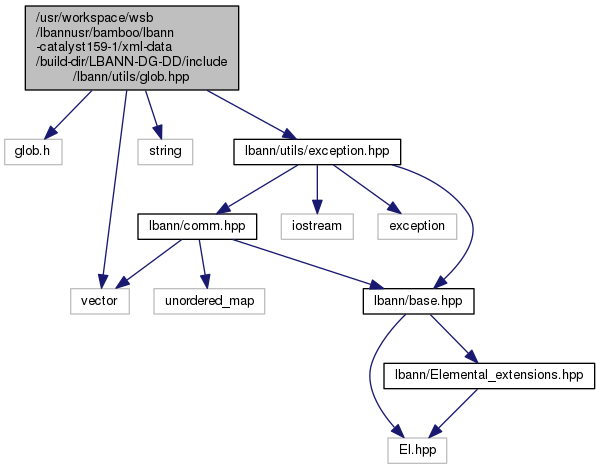 /usr/workspace/wsb
/lbannusr/bamboo/lbann
-catalyst159-1/xml-data
/build-dir/LBANN-DG-DD/include
/lbann/utils/glob.hpp
glob.h
string
lbann/utils/exception.hpp
lbann/comm.hpp
iostream
exception
vector
unordered_map
lbann/base.hpp
lbann/Elemental_extensions.hpp
El.hpp